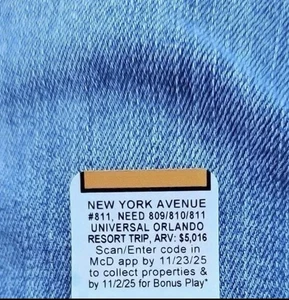 NEW YORK AVENUE
#811, NEED 809/810/811
UNIVERSAL ORLANDO
RESORT TRIP, ARV: $5,016
Scan/Enter code in
McD app by 11/23/25
to collect properties &
by 11/2/25 for Bonus Play*